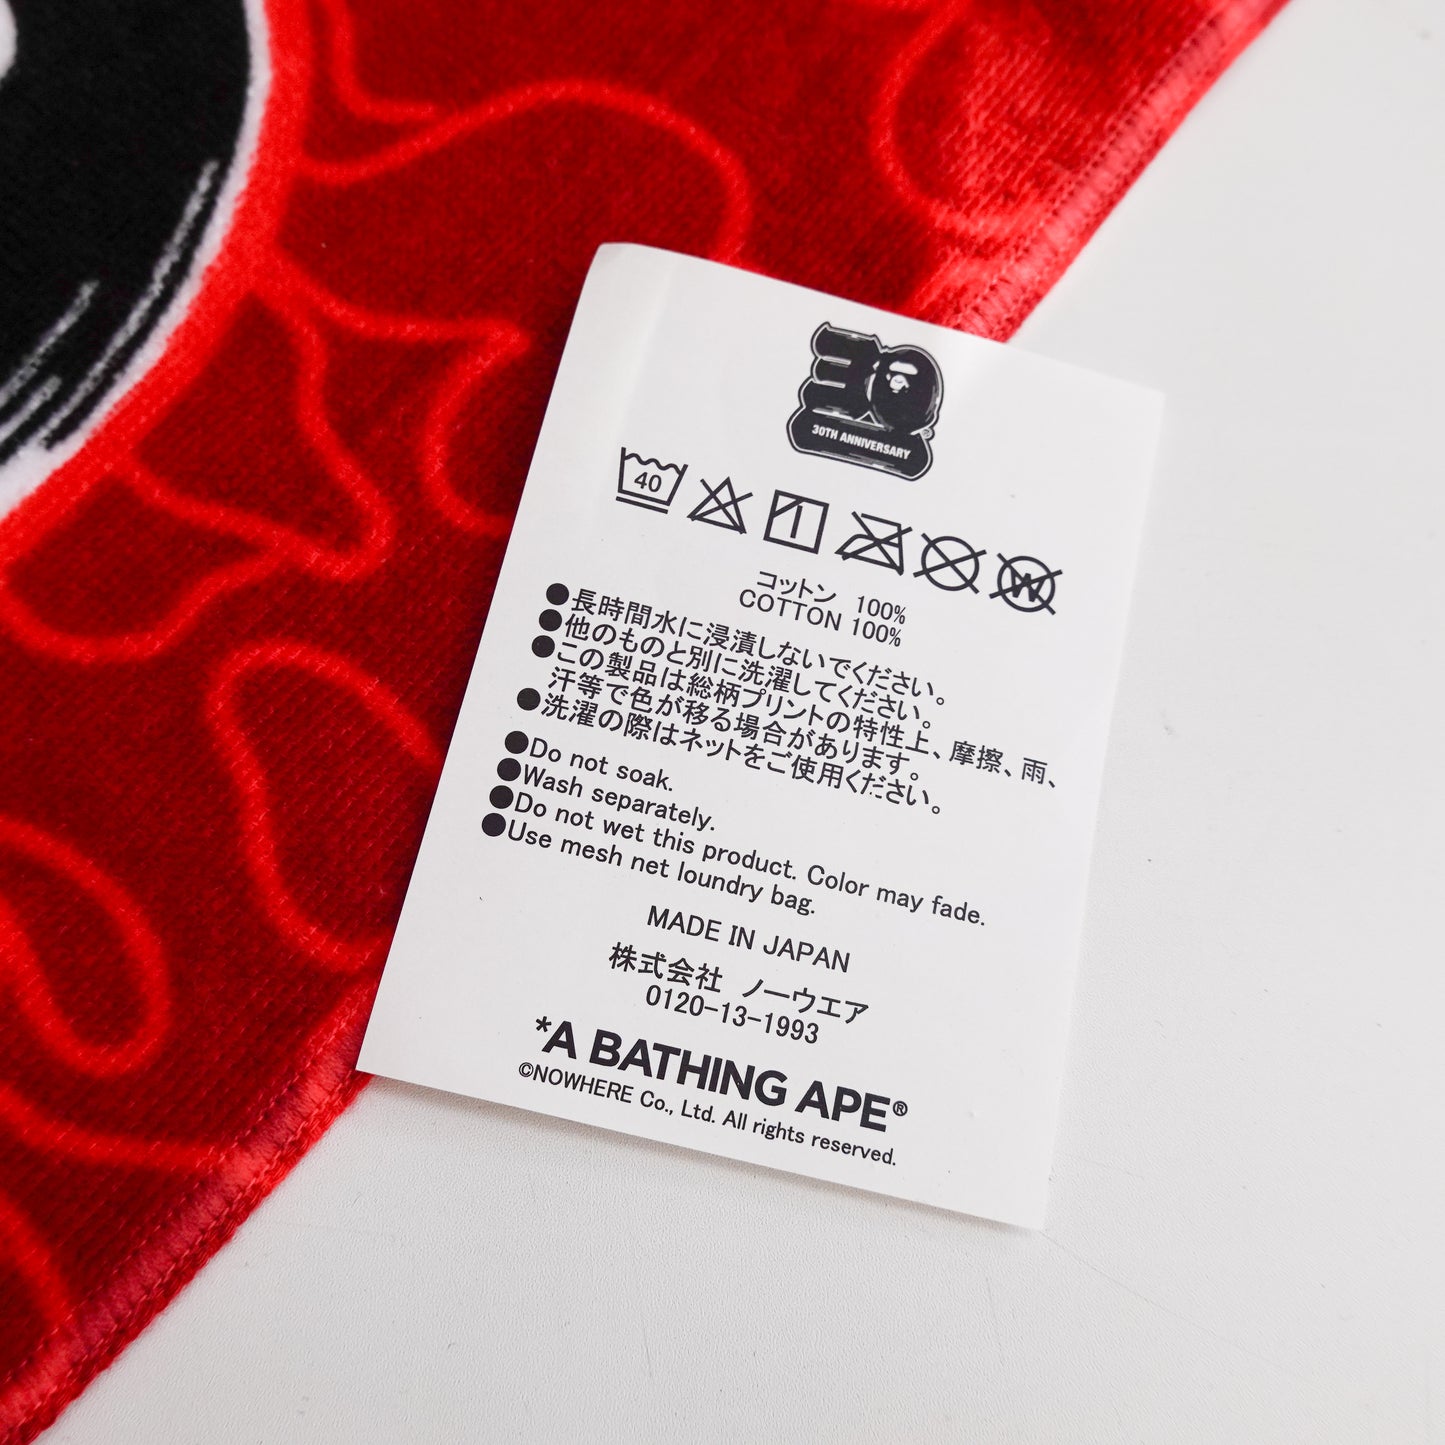 30
30TH ANNIVERSARY
®
40
W
コットン 100%
COTTON 100%
●長時間水に浸漬しないでください。
●他のものと別に洗濯してください。
●この製品は総柄プリントの特性上、摩擦、雨、
汗等で色が移る場合があります。
●洗濯の際はネットをご使用ください。
●Do not soak.
●Wash separately.
●Do not wet this product. Color may fade.
●Use mesh net loundry bag.
MADE IN JAPAN
株式会社 ノーウエア
0120-13-1993
*A BATHING APE®
©NOWHERE Co., Ltd. All rights reserved.